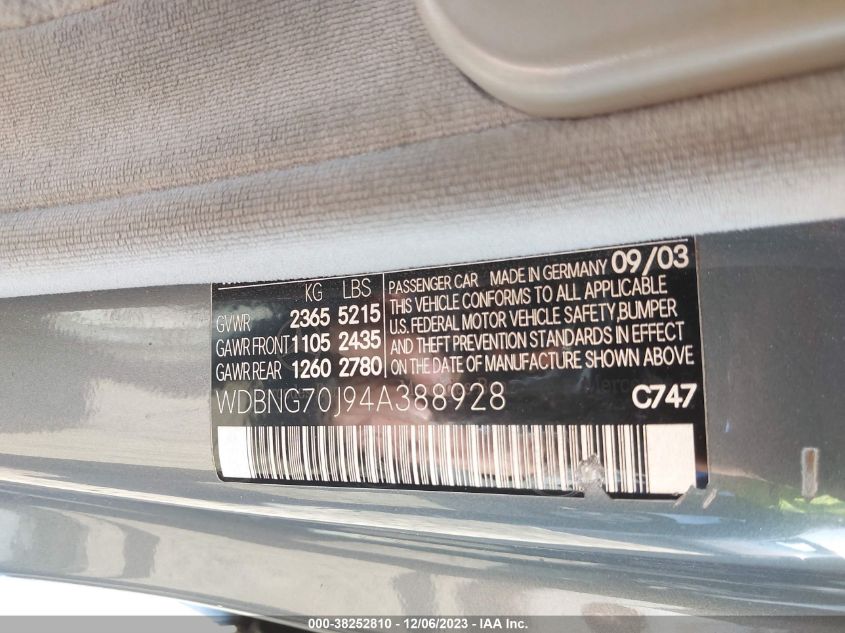 KG LBS
GVWR 2365 5215
GAWR FRONT 1105 2435
GAWR REAR 1260 2780
PASSENGER CAR MADE IN GERMANY 09/03
THIS VEHICLE CONFORMS TO ALL APPLICABLE
U.S. FEDERAL MOTOR VEHICLE SAFETY,BUMPER
AND THEFT PREVENTION STANDARDS IN EFFECT
ON THE DATE OF MANUFACTURE SHOWN ABOVE
WDBNG70J94A388928 C747
000-38252810 - 12/06/2023 - © IAA Inc.